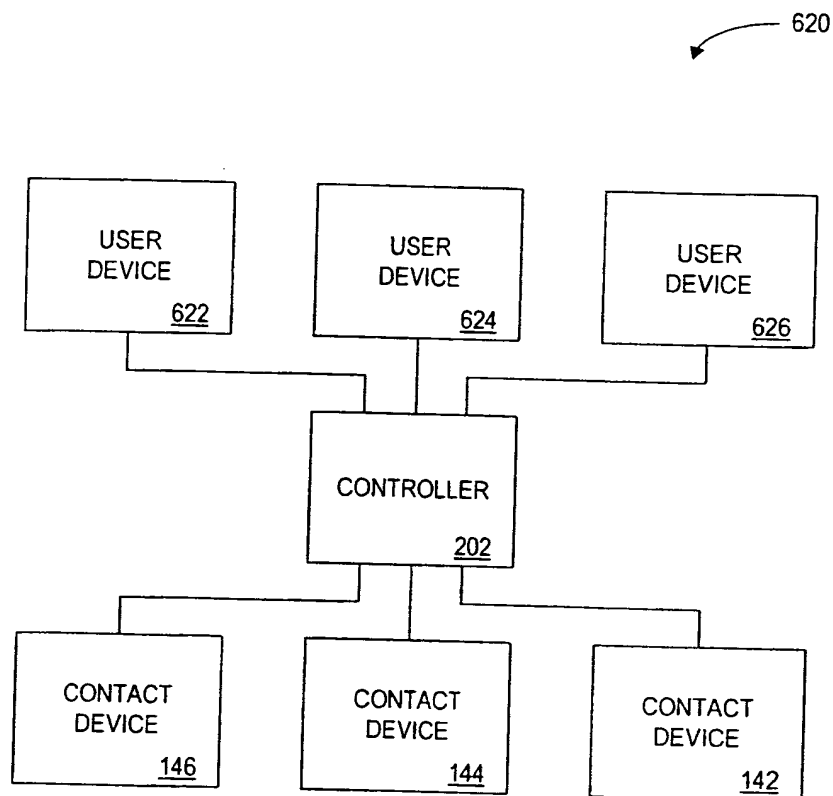 620
USER
DEVICE
622
USER
DEVICE
624
USER
DEVICE
626
CONTROLLER
202
CONTACT
DEVICE
146
CONTACT
DEVICE
144
CONTACT
DEVICE
142